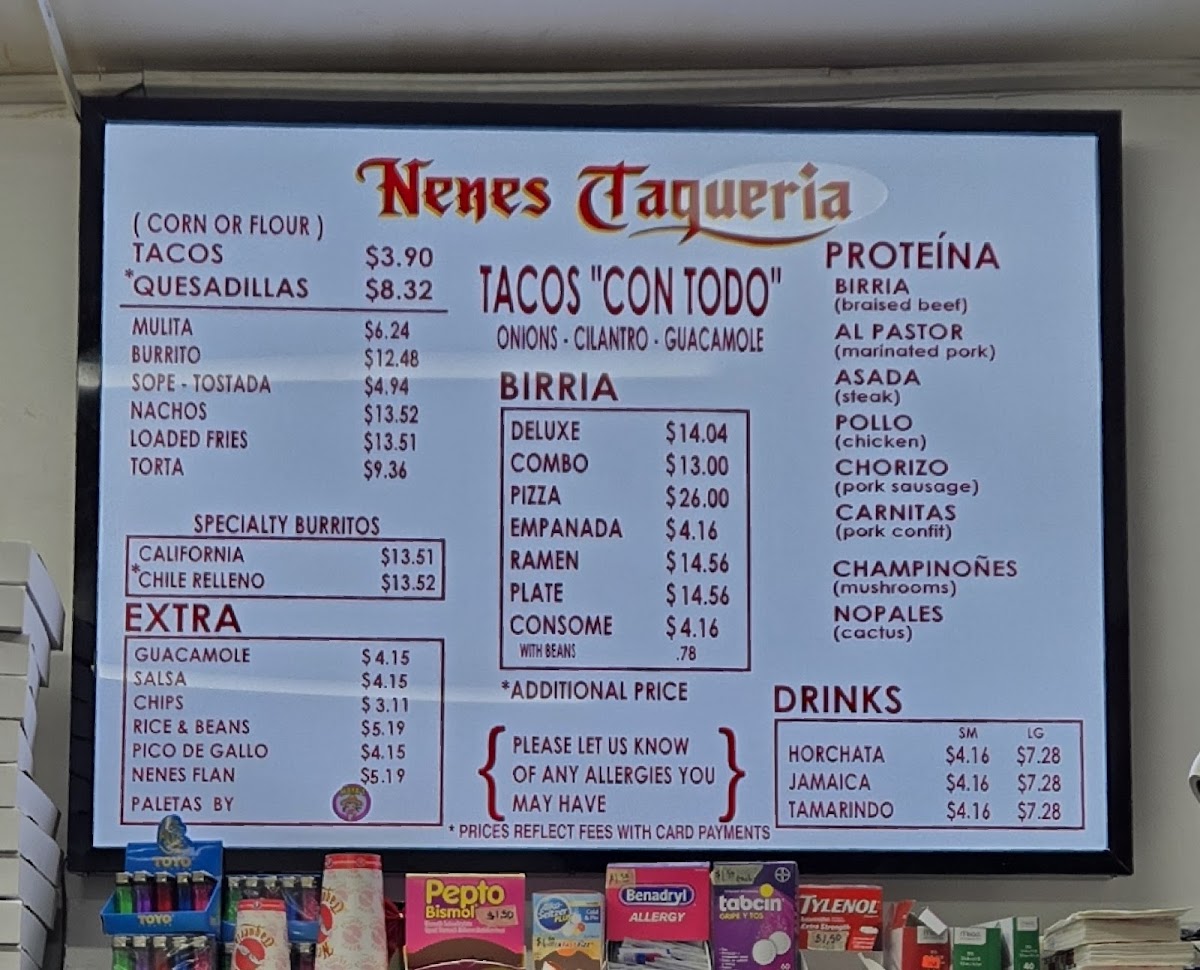 Nenes Taqueria
( CORN OR FLOUR )
TACOS $3.90
*QUESADILLAS $8.32
MULITA $6.24
BURRITO $12.48
SOPE - TOSTADA $4.94
NACHOS $13.52
LOADED FRIES $13.51
TORTA $9.36
SPECIALTY BURRITOS
CALIFORNIA $13.51
*CHILE RELLENO $13.52
EXTRA
GUACAMOLE $4.15
SALSA $4.15
CHIPS $3.11
RICE & BEANS $5.19
PICO DE GALLO $4.15
NENES FLAN $5.19
PALETAS BY
TACOS "CON TODO"
ONIONS - CILANTRO - GUACAMOLE
BIRRIA
DELUXE $14.04
COMBO $13.00
PIZZA $26.00
EMPANADA $4.16
RAMEN $14.56
PLATE $14.56
CONSOME $4.16
WITH BEANS .78
*ADDITIONAL PRICE
{ PLEASE LET US KNOW
OF ANY ALLERGIES YOU
MAY HAVE }
* PRICES REFLECT FEES WITH CARD PAYMENTS
PROTEÍNA
BIRRIA
(braised beef)
AL PASTOR
(marinated pork)
ASADA
(steak)
POLLO
(chicken)
CHORIZO
(pork sausage)
CARNITAS
(pork confit)
CHAMPINOÑES
(mushrooms)
NOPALES
(cactus)
DRINKS
SM LG
HORCHATA $4.16 $7.28
JAMAICA $4.16 $7.28
TAMARINDO $4.16 $7.28
TOYO
TOYO
Pepto
Bismol
$1.50
Benadryl
ALLERGY
tabcin
GRIPE Y TOS
60
TYLENOL
Extra Strength
$1.50